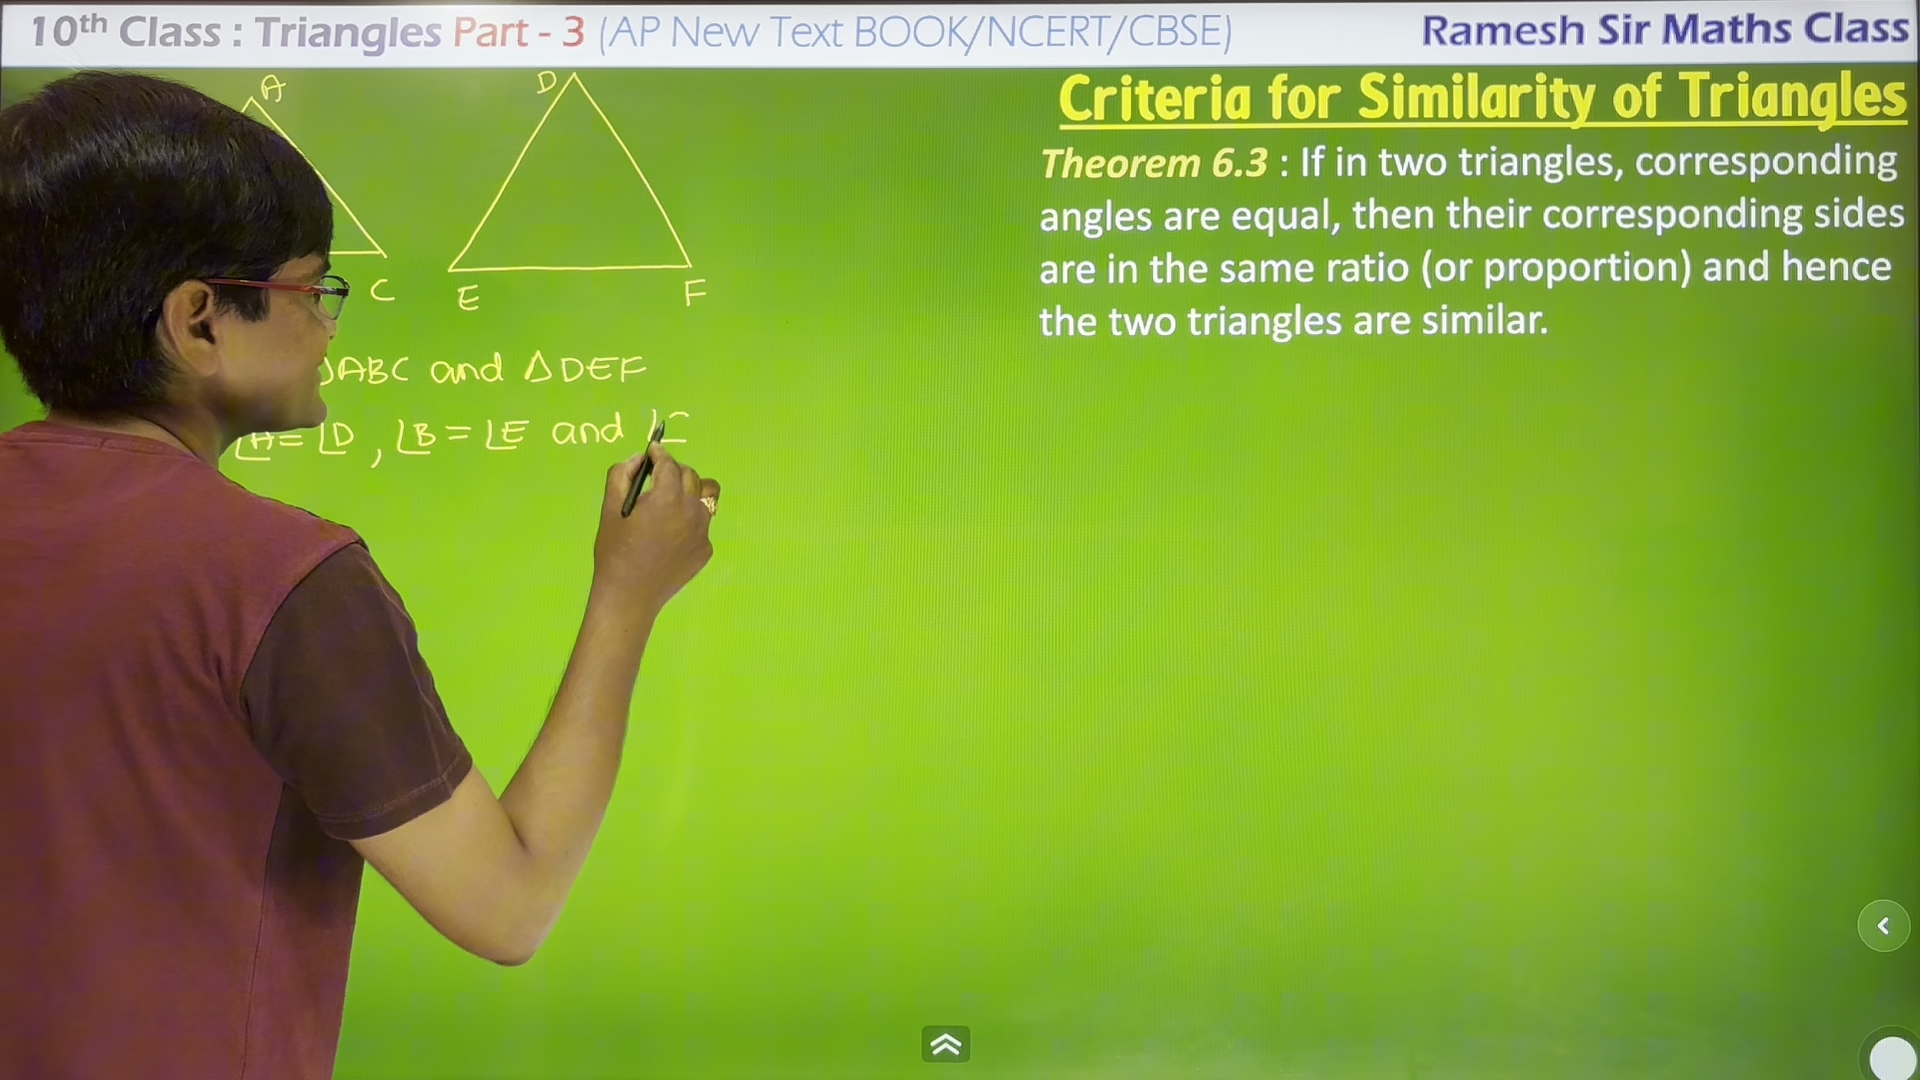 10th Class : Triangles Part - 3 (AP New Text BOOK/NCERT/CBSE)
Ramesh Sir Maths Class
A
D
C
E
F
ABC and △DEF
∠A = ∠D , ∠B = ∠E and ∠C
Criteria for Similarity of Triangles
Theorem 6.3 : If in two triangles, corresponding
angles are equal, then their corresponding sides
are in the same ratio (or proportion) and hence
the two triangles are similar.